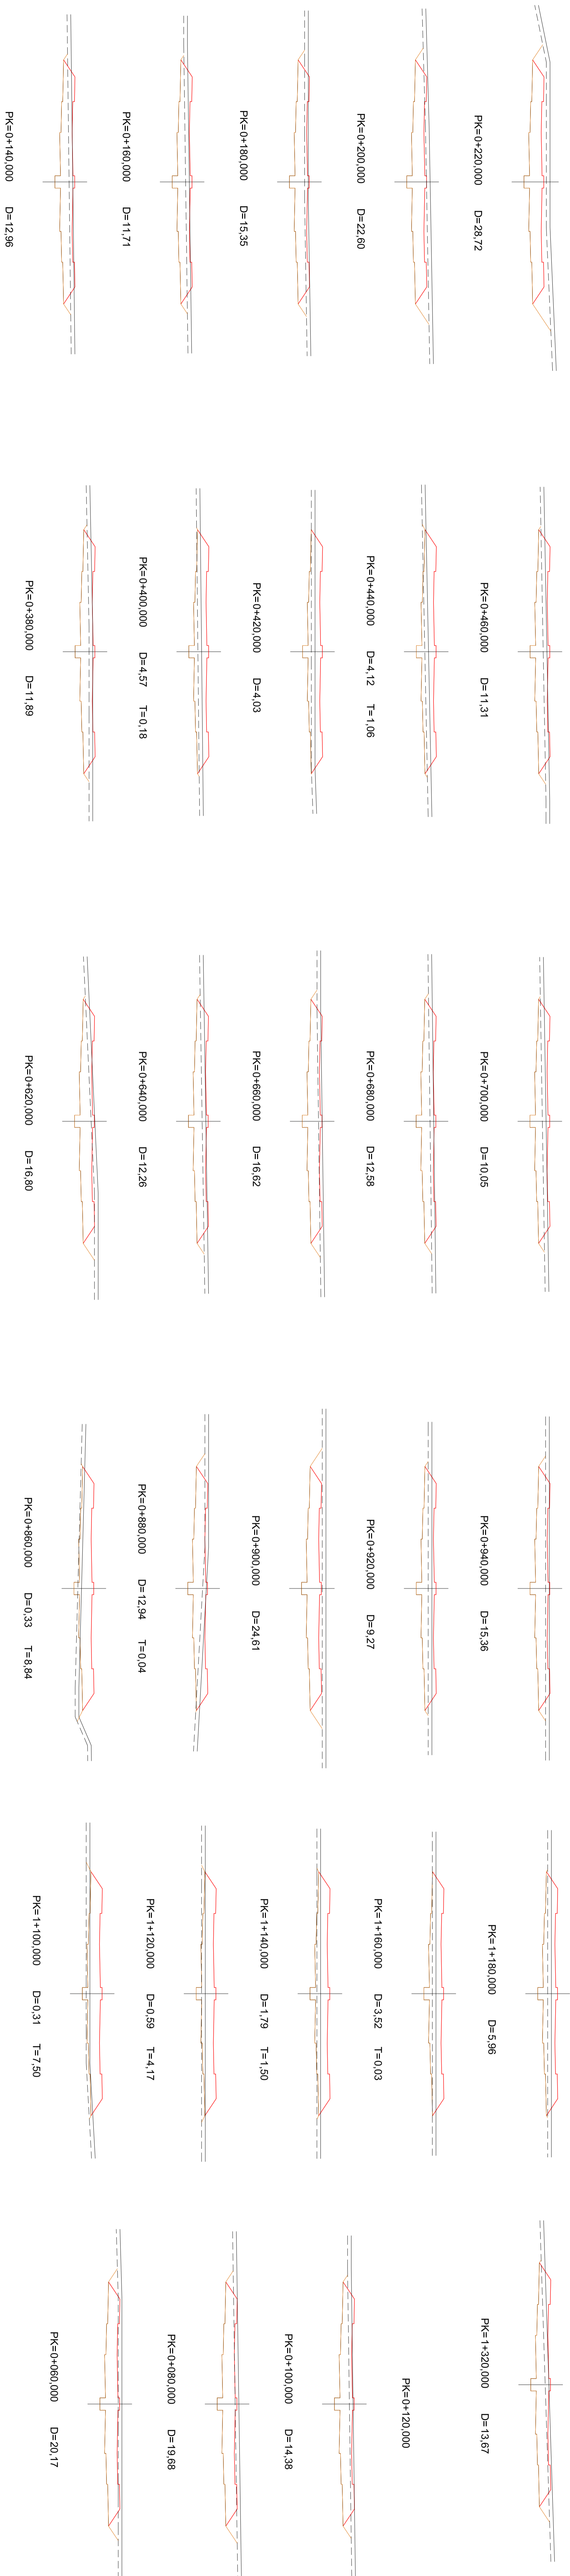 PK=0+220,000 D=28,72
PK=0+200,000 D=22,60
PK=0+180,000 D=15,35
PK=0+160,000 D=11,71
PK=0+140,000 D=12,96
PK=0+460,000 D=11,31
PK=0+440,000 D=4,12 T=1,06
PK=0+420,000 D=4,03
PK=0+400,000 D=4,57 T=0,18
PK=0+380,000 D=11,89
PK=0+700,000 D=10,05
PK=0+680,000 D=12,58
PK=0+660,000 D=16,62
PK=0+640,000 D=12,26
PK=0+620,000 D=16,80
PK=0+940,000 D=15,36
PK=0+920,000 D=9,27
PK=0+900,000 D=24,61
PK=0+880,000 D=12,94 T=0,04
PK=0+860,000 D=0,33 T=8,84
PK=1+180,000 D=5,96
PK=1+160,000 D=3,52 T=0,03
PK=1+140,000 D=1,79 T=1,50
PK=1+120,000 D=0,59 T=4,17
PK=1+100,000 D=0,31 T=7,50
PK=1+320,000 D=13,67
PK=0+120,000
PK=0+100,000 D=14,38
PK=0+080,000 D=19,68
PK=0+060,000 D=20,17